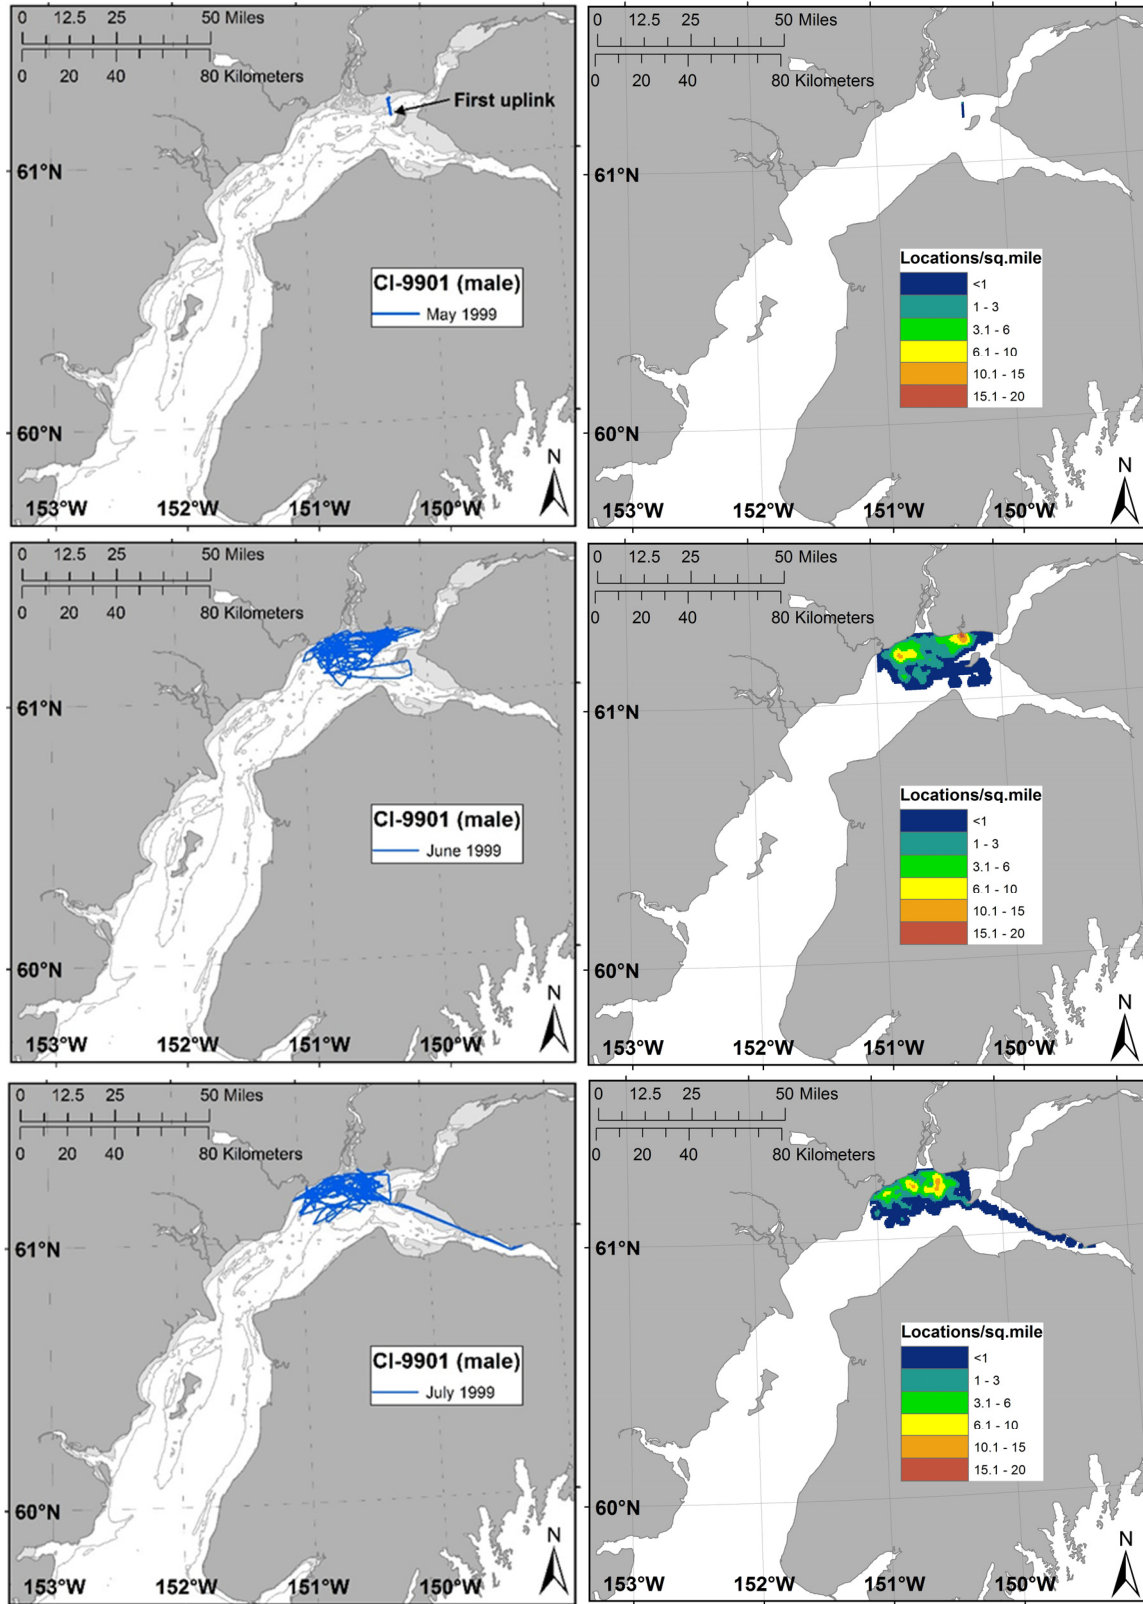 0 12.5 25 50 Miles
0 20 40 80 Kilometers
First uplink
61°N
CI-9901 (male)
May 1999
60°N
N
153°W 152°W 151°W 150°W
0 12.5 25 50 Miles
0 20 40 80 Kilometers
61°N
Locations/sq.mile
<1
1 - 3
3.1 - 6
6.1 - 10
10.1 - 15
15.1 - 20
60°N
N
153°W 152°W 151°W 150°W
0 12.5 25 50 Miles
0 20 40 80 Kilometers
61°N
CI-9901 (male)
June 1999
60°N
N
153°W 152°W 151°W 150°W
0 12.5 25 50 Miles
0 20 40 80 Kilometers
61°N
Locations/sq.mile
<1
1 - 3
3.1 - 6
6.1 - 10
10.1 - 15
15.1 - 20
60°N
N
153°W 152°W 151°W 150°W
0 12.5 25 50 Miles
0 20 40 80 Kilometers
61°N
CI-9901 (male)
July 1999
60°N
N
153°W 152°W 151°W 150°W
0 12.5 25 50 Miles
0 20 40 80 Kilometers
61°N
Locations/sq.mile
<1
1 - 3
3.1 - 6
6.1 - 10
10.1 - 15
15.1 - 20
60°N
N
153°W 152°W 151°W 150°W